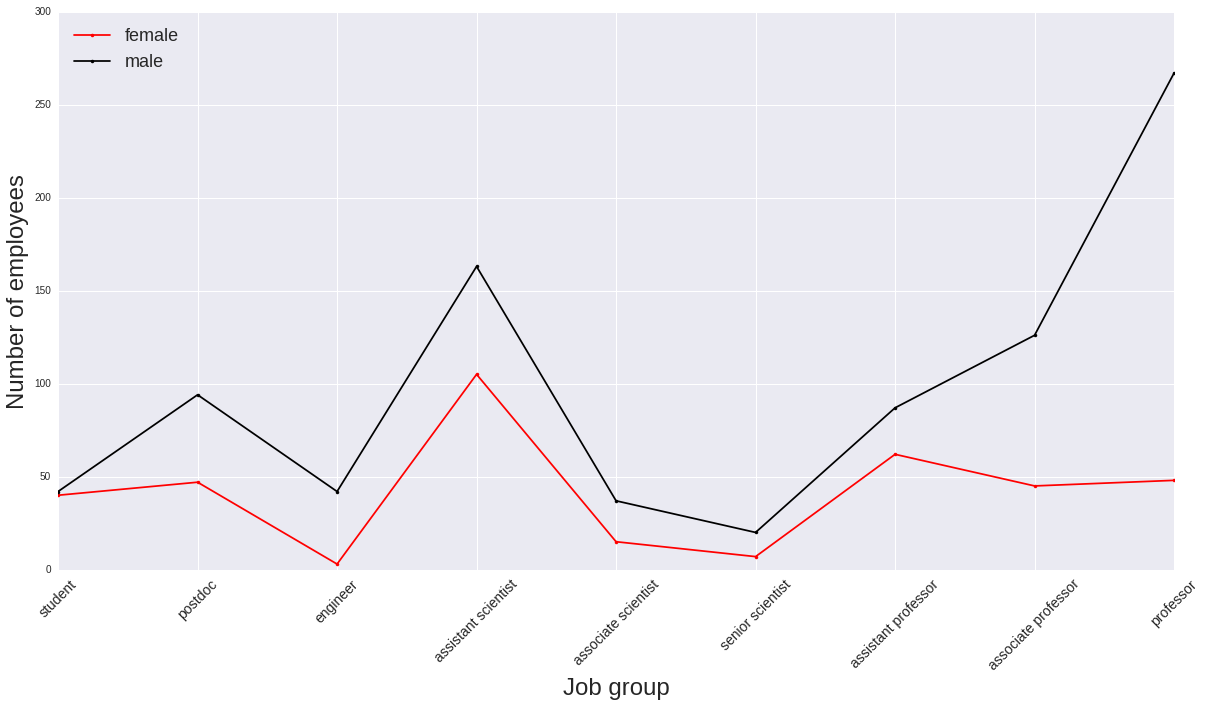 300
250
200
150
100
50
0
female
male
Number of employees
student
postdoc
engineer
assistant scientist
associate scientist
senior scientist
assistant professor
associate professor
professor
Job group